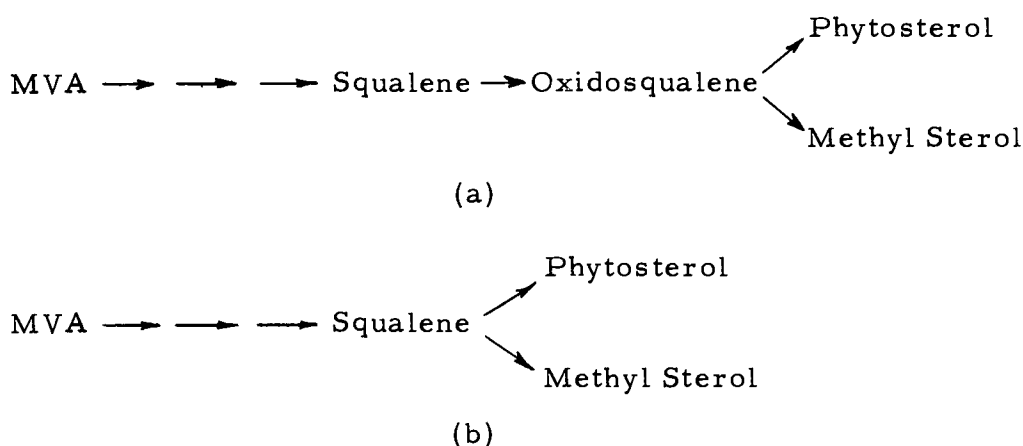 Phytosterol
MVA Squalene Oxidosqualene
Methyl Sterol
(a)
Phytosterol
MVA Squalene
Methyl Sterol
(b)